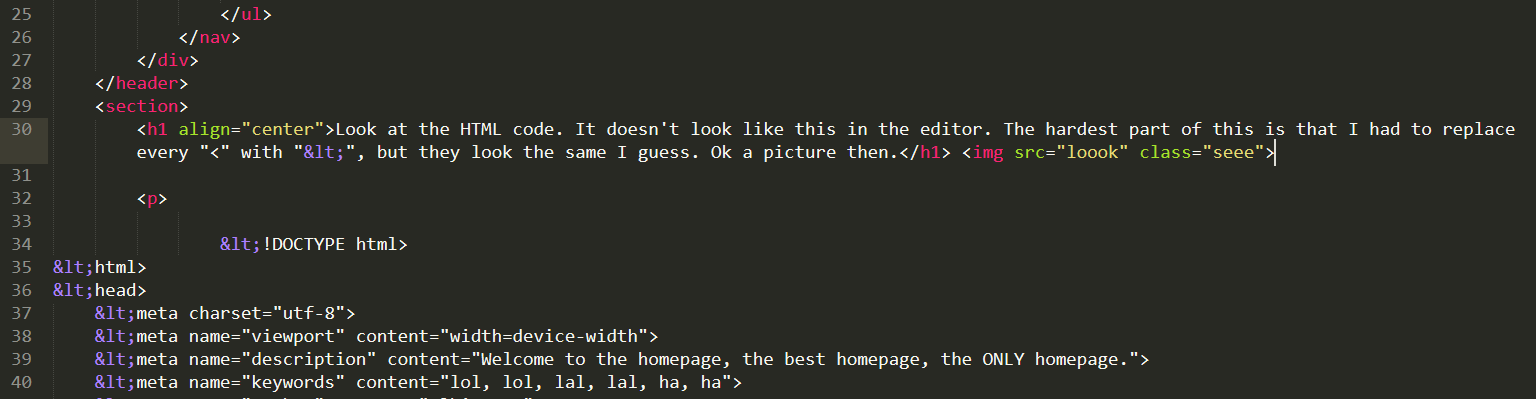 25 </ul>
26 </nav>
27 </div>
28 </header>
29 <section>
30 <h1 align="center">Look at the HTML code. It doesn't look like this in the editor. The hardest part of this is that I had to replace
every "<" with "&lt;", but they look the same I guess. Ok a picture then.</h1> <img src="loook" class="seee">
31
32 <p>
33
34 &lt;!DOCTYPE html>
35 &lt;html>
36 &lt;head>
37 &lt;meta charset="utf-8">
38 &lt;meta name="viewport" content="width=device-width">
39 &lt;meta name="description" content="Welcome to the homepage, the best homepage, the ONLY homepage.">
40 &lt;meta name="keywords" content="lol, lol, lal, lal, ha, ha">